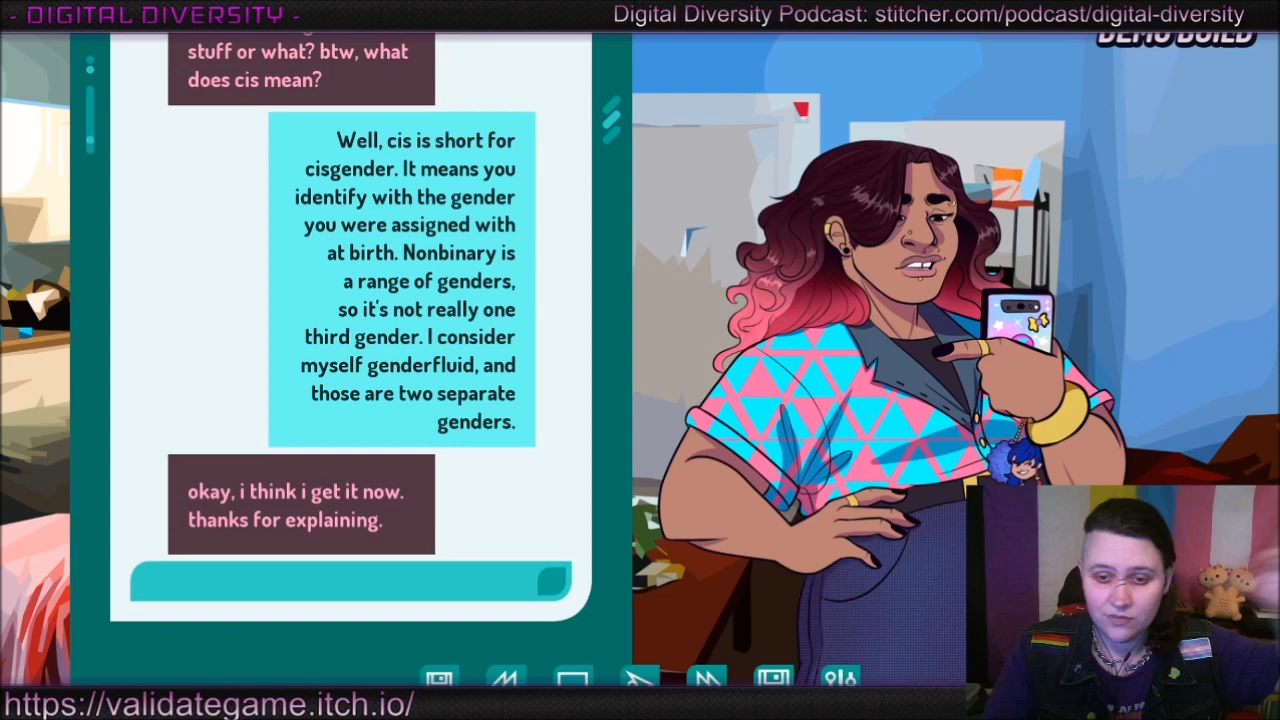 - DIGITAL DIVERSITY -
Digital Diversity Podcast: stitcher.com/podcast/digital-diversity
DEMO BUILD
stuff or what? btw, what
does cis mean?
Well, cis is short for
cisgender. It means you
identify with the gender
you were assigned with
at birth. Nonbinary is
a range of genders,
so it's not really one
third gender. I consider
myself genderfluid, and
those are two separate
genders.
okay, i think i get it now.
thanks for explaining.
https://validategame.itch.io/